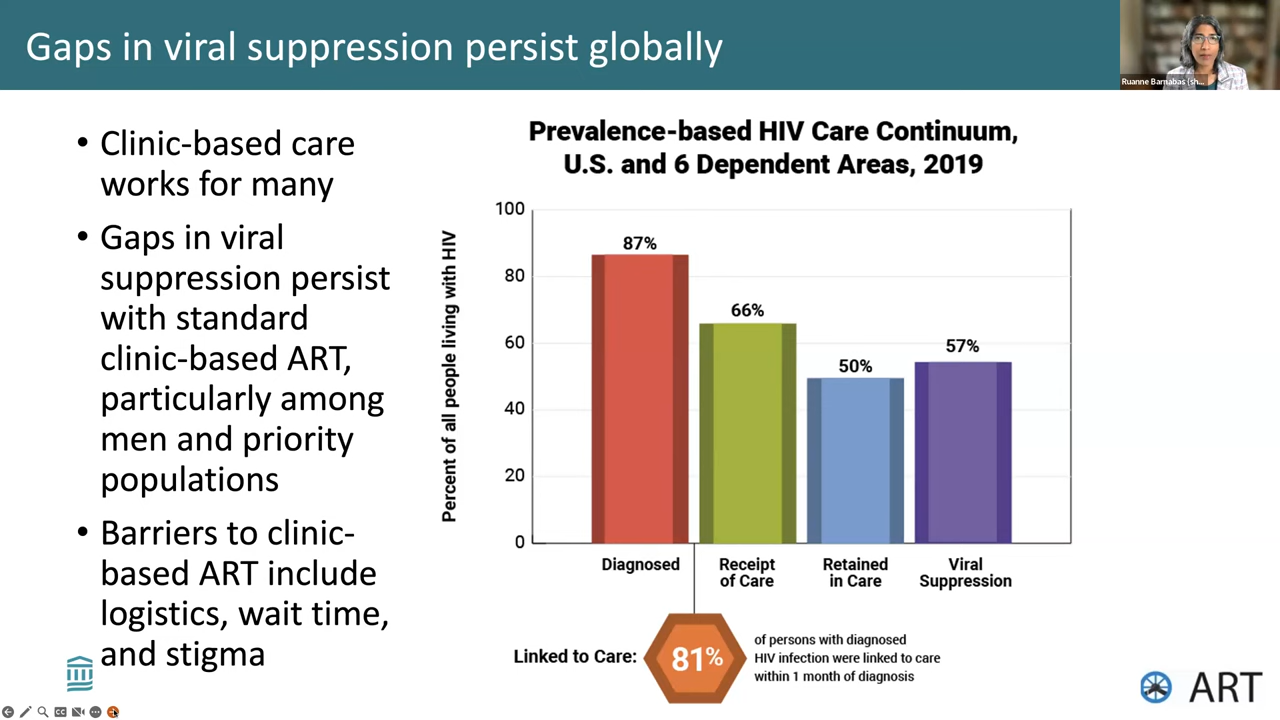 Gaps in viral suppression persist globally
Ruanne Barnabas (sh...
• Clinic-based care
works for many
• Gaps in viral
suppression persist
with standard
clinic-based ART,
particularly among
men and priority
populations
• Barriers to clinic-
based ART include
logistics, wait time,
and stigma
Prevalence-based HIV Care Continuum,
U.S. and 6 Dependent Areas, 2019
Percent of all people living with HIV
100
80
60
40
20
0
87%
66%
50%
57%
Diagnosed
Receipt
of Care
Retained
in Care
Viral
Suppression
Linked to Care:
81%
of persons with diagnosed
HIV infection were linked to care
within 1 month of diagnosis
CC
ART